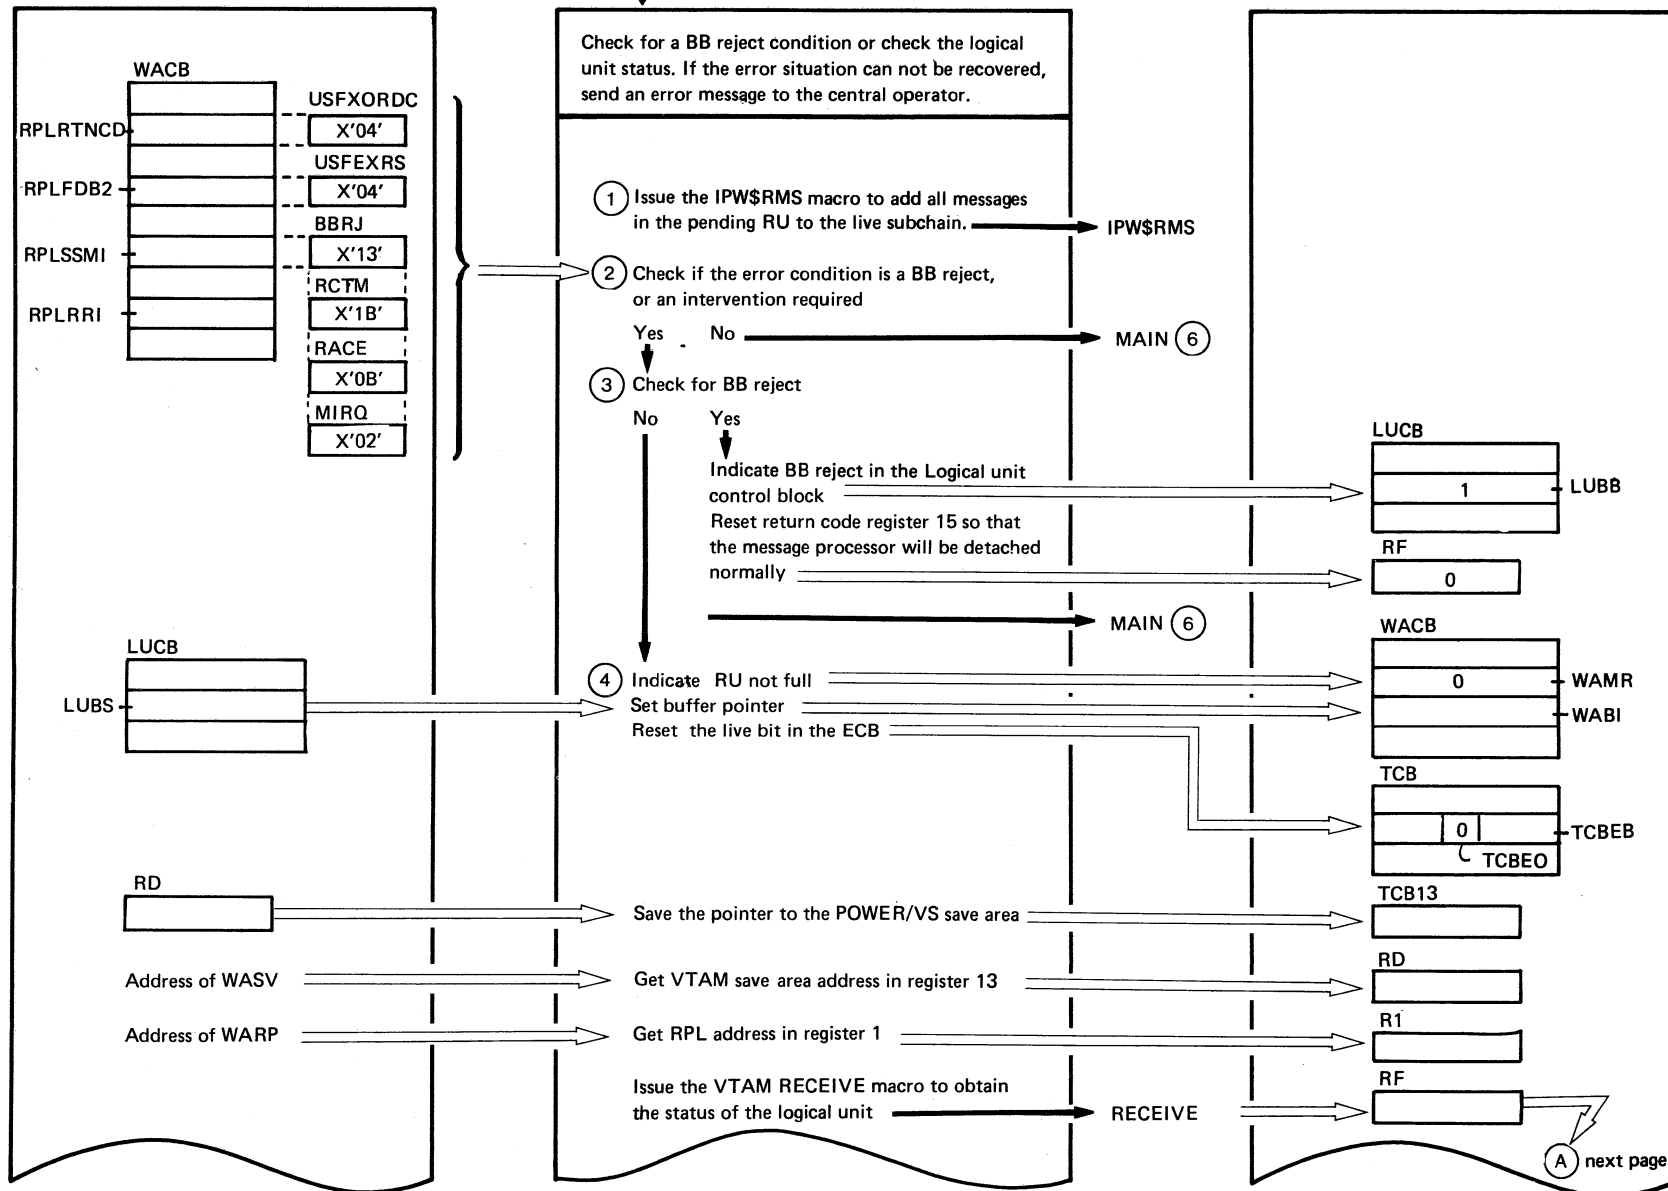 Check for a BB reject condition or check the logical
unit status. If the error situation can not be recovered,
send an error message to the central operator.
WACB
USFXORDC
RPLRTNCD
X'04'
USFEXRS
RPLFDB2
X'04'
BBRJ
RPLSSMI
X'13'
RCTM
RPLRRI
X'1B'
RACE
X'0B'
MIRQ
X'02'
1 Issue the IPW$RMS macro to add all messages
in the pending RU to the live subchain.
IPW$RMS
2 Check if the error condition is a BB reject,
or an intervention required
Yes No
MAIN 6
3 Check for BB reject
No Yes
Indicate BB reject in the Logical unit
control block
LUCB
1
LUBB
Reset return code register 15 so that
the message processor will be detached
normally
RF
0
MAIN 6
LUCB
LUBS
4 Indicate RU not full
Set buffer pointer
Reset the live bit in the ECB
WACB
0
WAMR
WABI
TCB
0
TCBEB
TCBEO
RD
Save the pointer to the POWER/VS save area
TCB13
Address of WASV
Get VTAM save area address in register 13
RD
Address of WARP
Get RPL address in register 1
R1
Issue the VTAM RECEIVE macro to obtain
the status of the logical unit
RECEIVE
RF
A next page